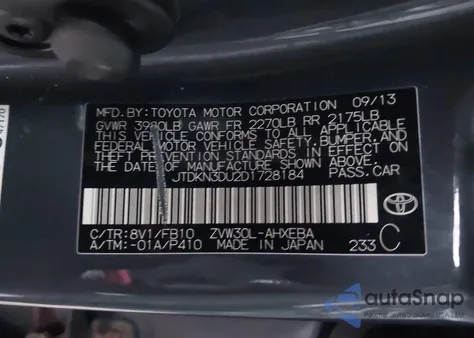 MFD.BY:TOYOTA MOTOR CORPORATION 09/13
GVWR 3980LB GAWR FR 2270LB RR 2175LB
THIS VEHICLE CONFORMS TO ALL APPLICABLE
FEDERAL MOTOR VEHICLE SAFETY, BUMPER, AND
THEFT PREVENTION STANDARDS IN EFFECT ON
THE DATE OF MANUFACTURE SHOWN ABOVE.
JTDKN3DU2D1728184 PASS.CAR
C/TR:8V1/FB10 ZVW30L-AHXEBA
A/TM:-01A/P410 MADE IN JAPAN 233 C
autoSnap